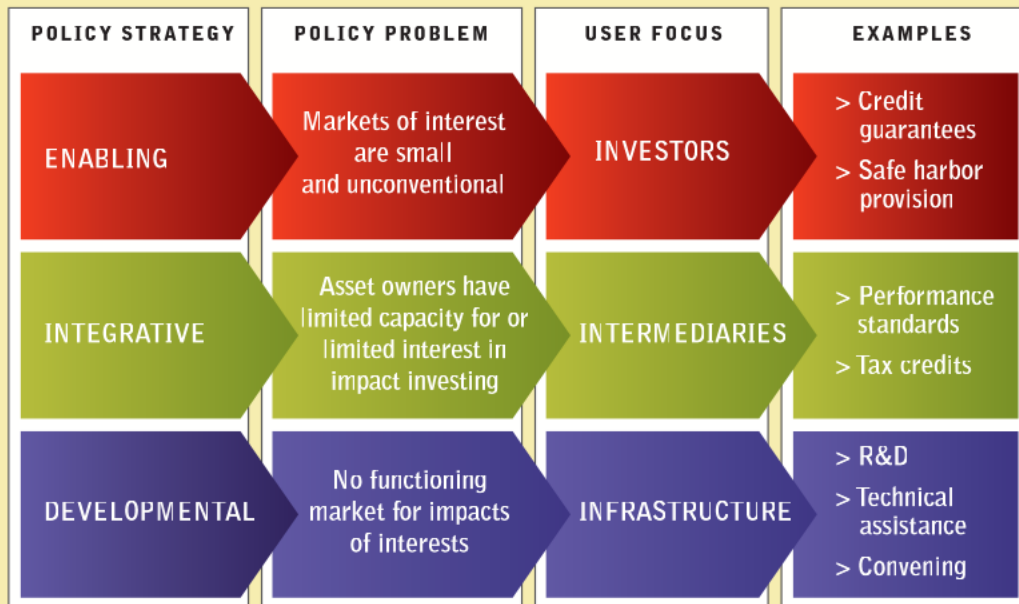 POLICY STRATEGY
POLICY PROBLEM
USER FOCUS
EXAMPLES
ENABLING
Markets of interest
are small
and unconventional
INVESTORS
> Credit
guarantees
> Safe harbor
provision
INTEGRATIVE
Asset owners have
limited capacity for or
limited interest in
impact investing
INTERMEDIARIES
> Performance
standards
> Tax credits
DEVELOPMENTAL
No functioning
market for impacts
of interests
INFRASTRUCTURE
> R&D
> Technical
assistance
> Convening